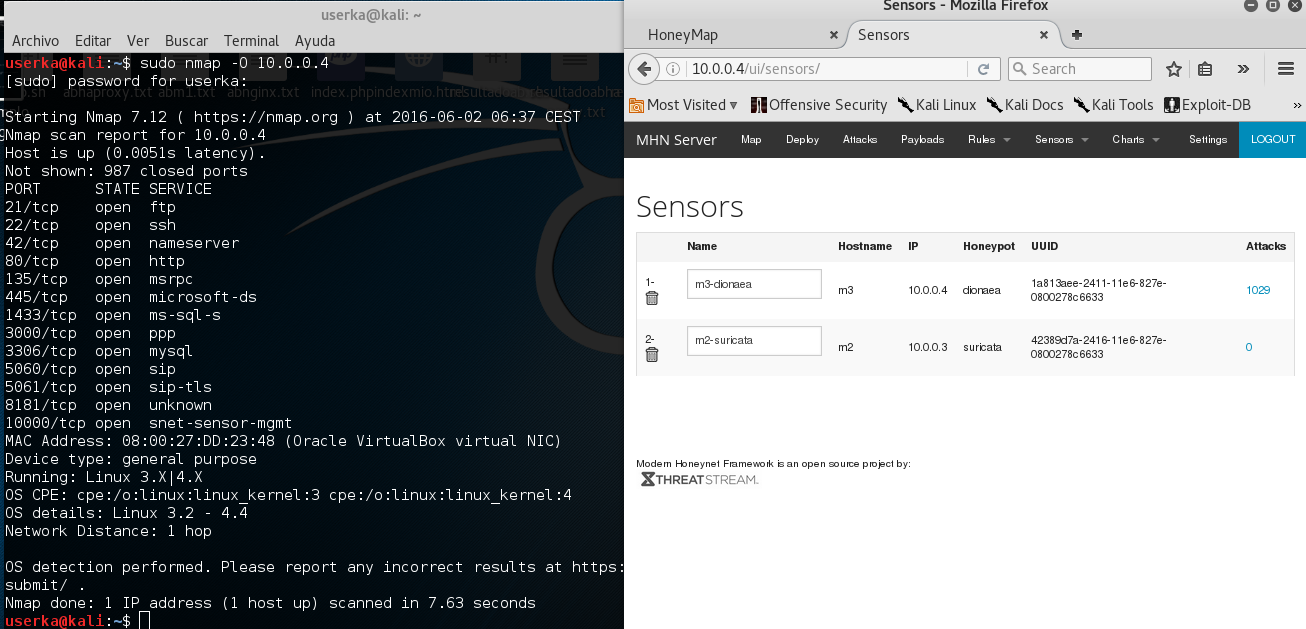 userka@kali: ~
Archivo Editar Ver Buscar Terminal Ayuda
userka@kali:~$ sudo nmap -O 10.0.0.4
[sudo] password for userka:
Starting Nmap 7.12 ( https://nmap.org ) at 2016-06-02 06:37 CEST
Nmap scan report for 10.0.0.4
Host is up (0.0051s latency).
Not shown: 987 closed ports
PORT STATE SERVICE
21/tcp open ftp
22/tcp open ssh
42/tcp open nameserver
80/tcp open http
135/tcp open msrpc
445/tcp open microsoft-ds
1433/tcp open ms-sql-s
3000/tcp open ppp
3306/tcp open mysql
5060/tcp open sip
5061/tcp open sip-tls
8181/tcp open unknown
10000/tcp open snet-sensor-mgmt
MAC Address: 08:00:27:DD:23:48 (Oracle VirtualBox virtual NIC)
Device type: general purpose
Running: Linux 3.X|4.X
OS CPE: cpe:/o:linux:linux_kernel:3 cpe:/o:linux:linux_kernel:4
OS details: Linux 3.2 - 4.4
Network Distance: 1 hop
OS detection performed. Please report any incorrect results at https:
submit/ .
Nmap done: 1 IP address (1 host up) scanned in 7.63 seconds
userka@kali:~$
Sensors - Mozilla Firefox
HoneyMap Sensors
10.0.0.4/ui/sensors/ Search
Most Visited Offensive Security Kali Linux Kali Docs Kali Tools Exploit-DB »
MHN Server Map Deploy Attacks Payloads Rules Sensors Charts Settings LOGOUT
Sensors
Name Hostname IP Honeypot UUID Attacks
1- m3-dionaea m3 10.0.0.4 dionaea 1a813aee-2411-11e6-827e-
0800278c6633 1029
2- m2-suricata m2 10.0.0.3 suricata 42389d7a-2416-11e6-827e-
0800278c6633 0
Modern Honeynet Framework is an open source project by:
THREATSTREAM